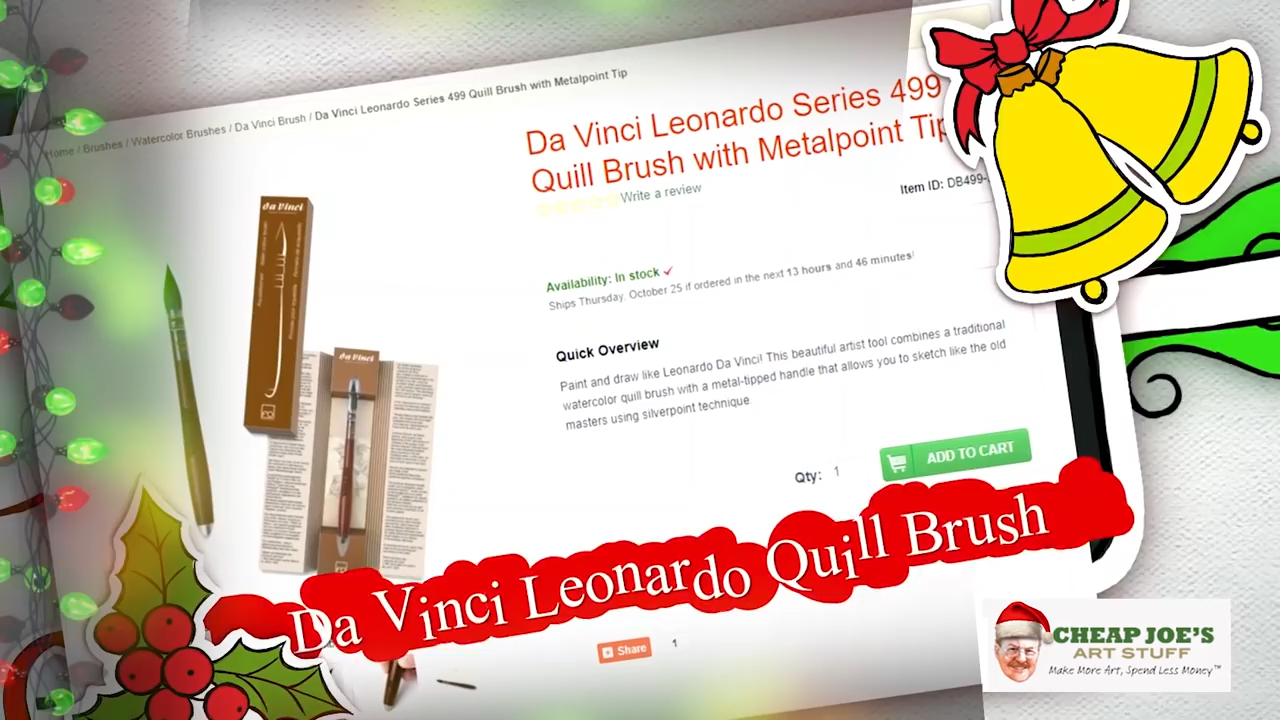 Home / Brushes / Watercolor Brushes / Da Vinci Brush / Da Vinci Leonardo Series 499 Quill Brush with Metalpoint Tip
Da Vinci Leonardo Series 499
Quill Brush with Metalpoint Tip
Write a review
Item ID: DB499-
Availability: In stock
Ships Thursday, October 25 if ordered in the next 13 hours and 46 minutes!
Quick Overview
Paint and draw like Leonardo Da Vinci! This beautiful artist tool combines a traditional
watercolor quill brush with a metal-tipped handle that allows you to sketch like the old
masters using silverpoint technique.
Qty: 1
ADD TO CART
da Vinci
da Vinci
Da Vinci Leonardo Quill Brush
Share 1
CHEAP JOE'S
ART STUFF
Make More Art, Spend Less Money™